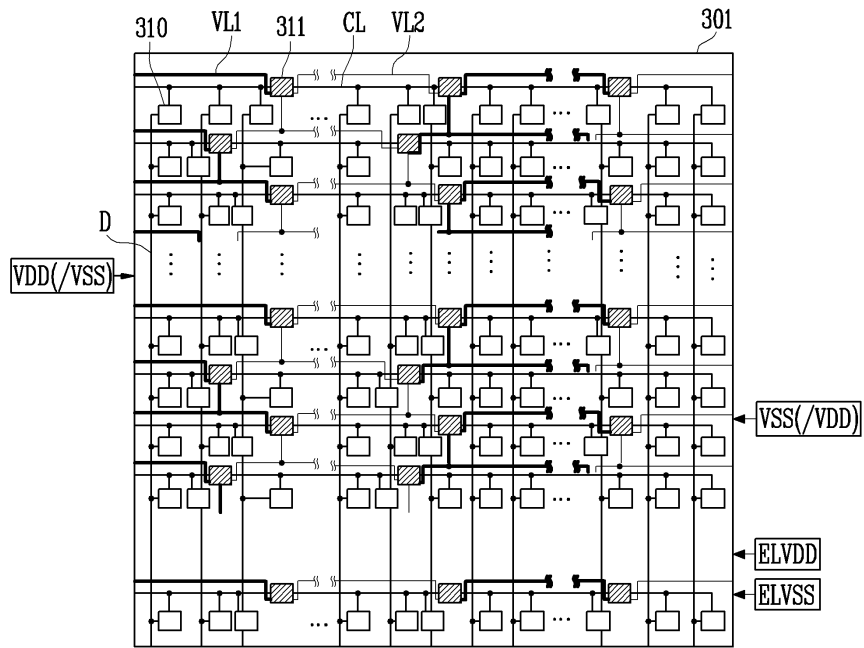 310 VL1 311 CL VL2 301
D
VDD(/VSS)
VSS(/VDD)
ELVDD
ELVSS